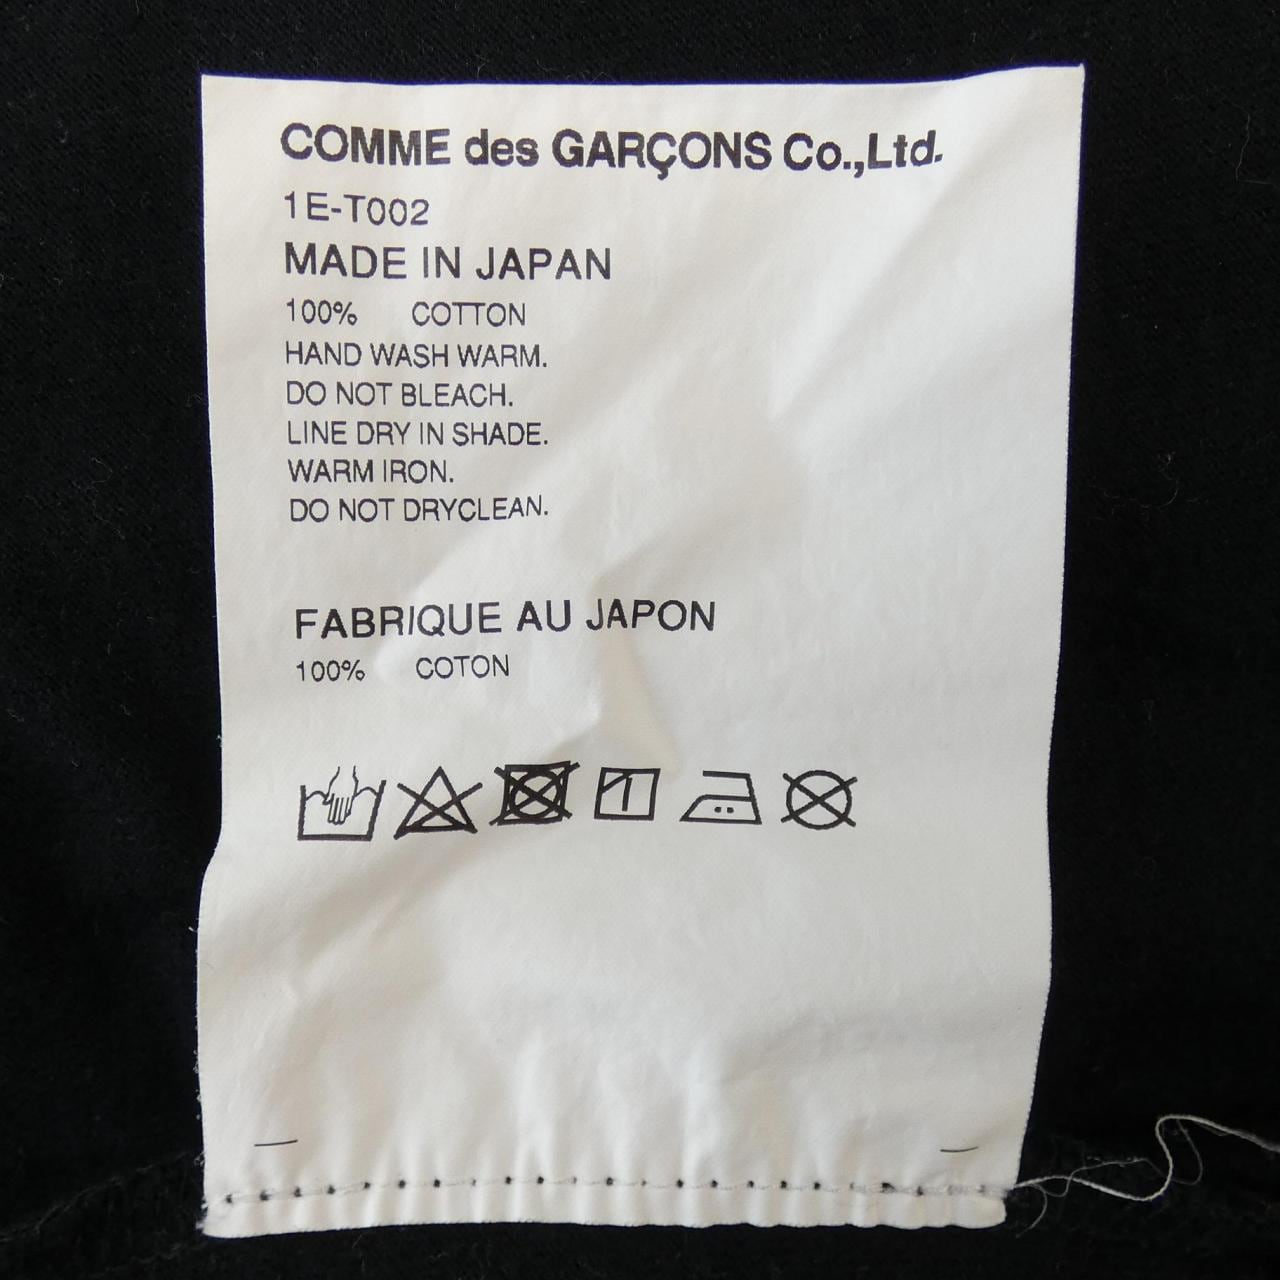 COMME des GARÇONS Co.,Ltd.
1E-T002
MADE IN JAPAN
100% COTTON
HAND WASH WARM.
DO NOT BLEACH.
LINE DRY IN SHADE.
WARM IRON.
DO NOT DRYCLEAN.
FABRIQUE AU JAPON
100% COTON